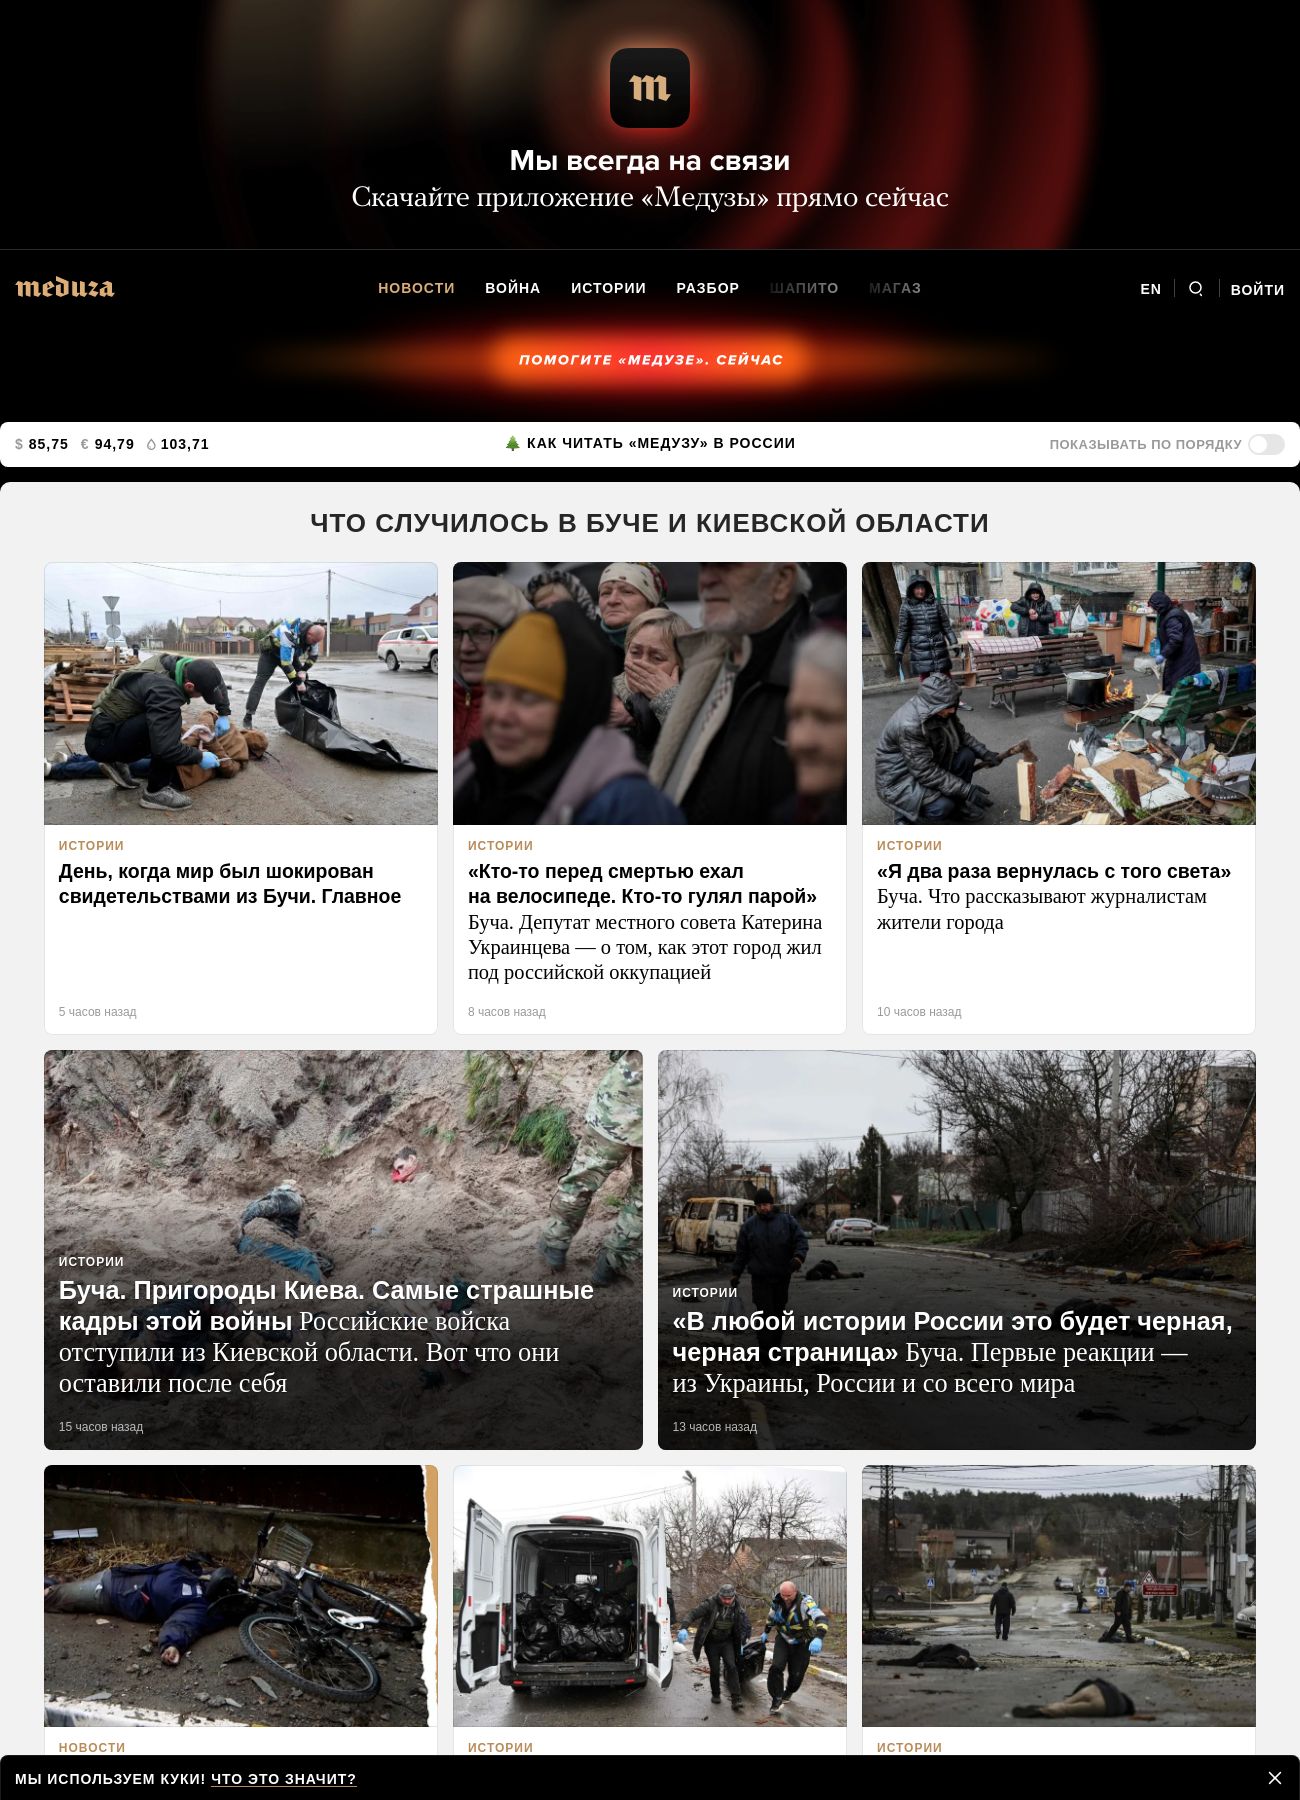 m
Мы всегда на связи
Скачайте приложение «Медузы» прямо сейчас
meduza
НОВОСТИ ВОЙНА ИСТОРИИ РАЗБОР ШАПИТО МАГАЗ
EN ВОЙТИ
ПОМОГИТЕ «МЕДУЗЕ». СЕЙЧАС
$ 85,75 € 94,79 103,71
КАК ЧИТАТЬ «МЕДУЗУ» В РОССИИ
ПОКАЗЫВАТЬ ПО ПОРЯДКУ
ЧТО СЛУЧИЛОСЬ В БУЧЕ И КИЕВСКОЙ ОБЛАСТИ
ИСТОРИИ
День, когда мир был шокирован
свидетельствами из Бучи. Главное
5 часов назад
ИСТОРИИ
«Кто-то перед смертью ехал
на велосипеде. Кто-то гулял парой»
Буча. Депутат местного совета Катерина
Украинцева — о том, как этот город жил
под российской оккупацией
8 часов назад
ИСТОРИИ
«Я два раза вернулась с того света»
Буча. Что рассказывают журналистам
жители города
10 часов назад
ИСТОРИИ
Буча. Пригороды Киева. Самые страшные
кадры этой войны Российские войска
отступили из Киевской области. Вот что они
оставили после себя
15 часов назад
ИСТОРИИ
«В любой истории России это будет черная,
черная страница» Буча. Первые реакции —
из Украины, России и со всего мира
13 часов назад
НОВОСТИ
ИСТОРИИ
ИСТОРИИ
МЫ ИСПОЛЬЗУЕМ КУКИ! ЧТО ЭТО ЗНАЧИТ?